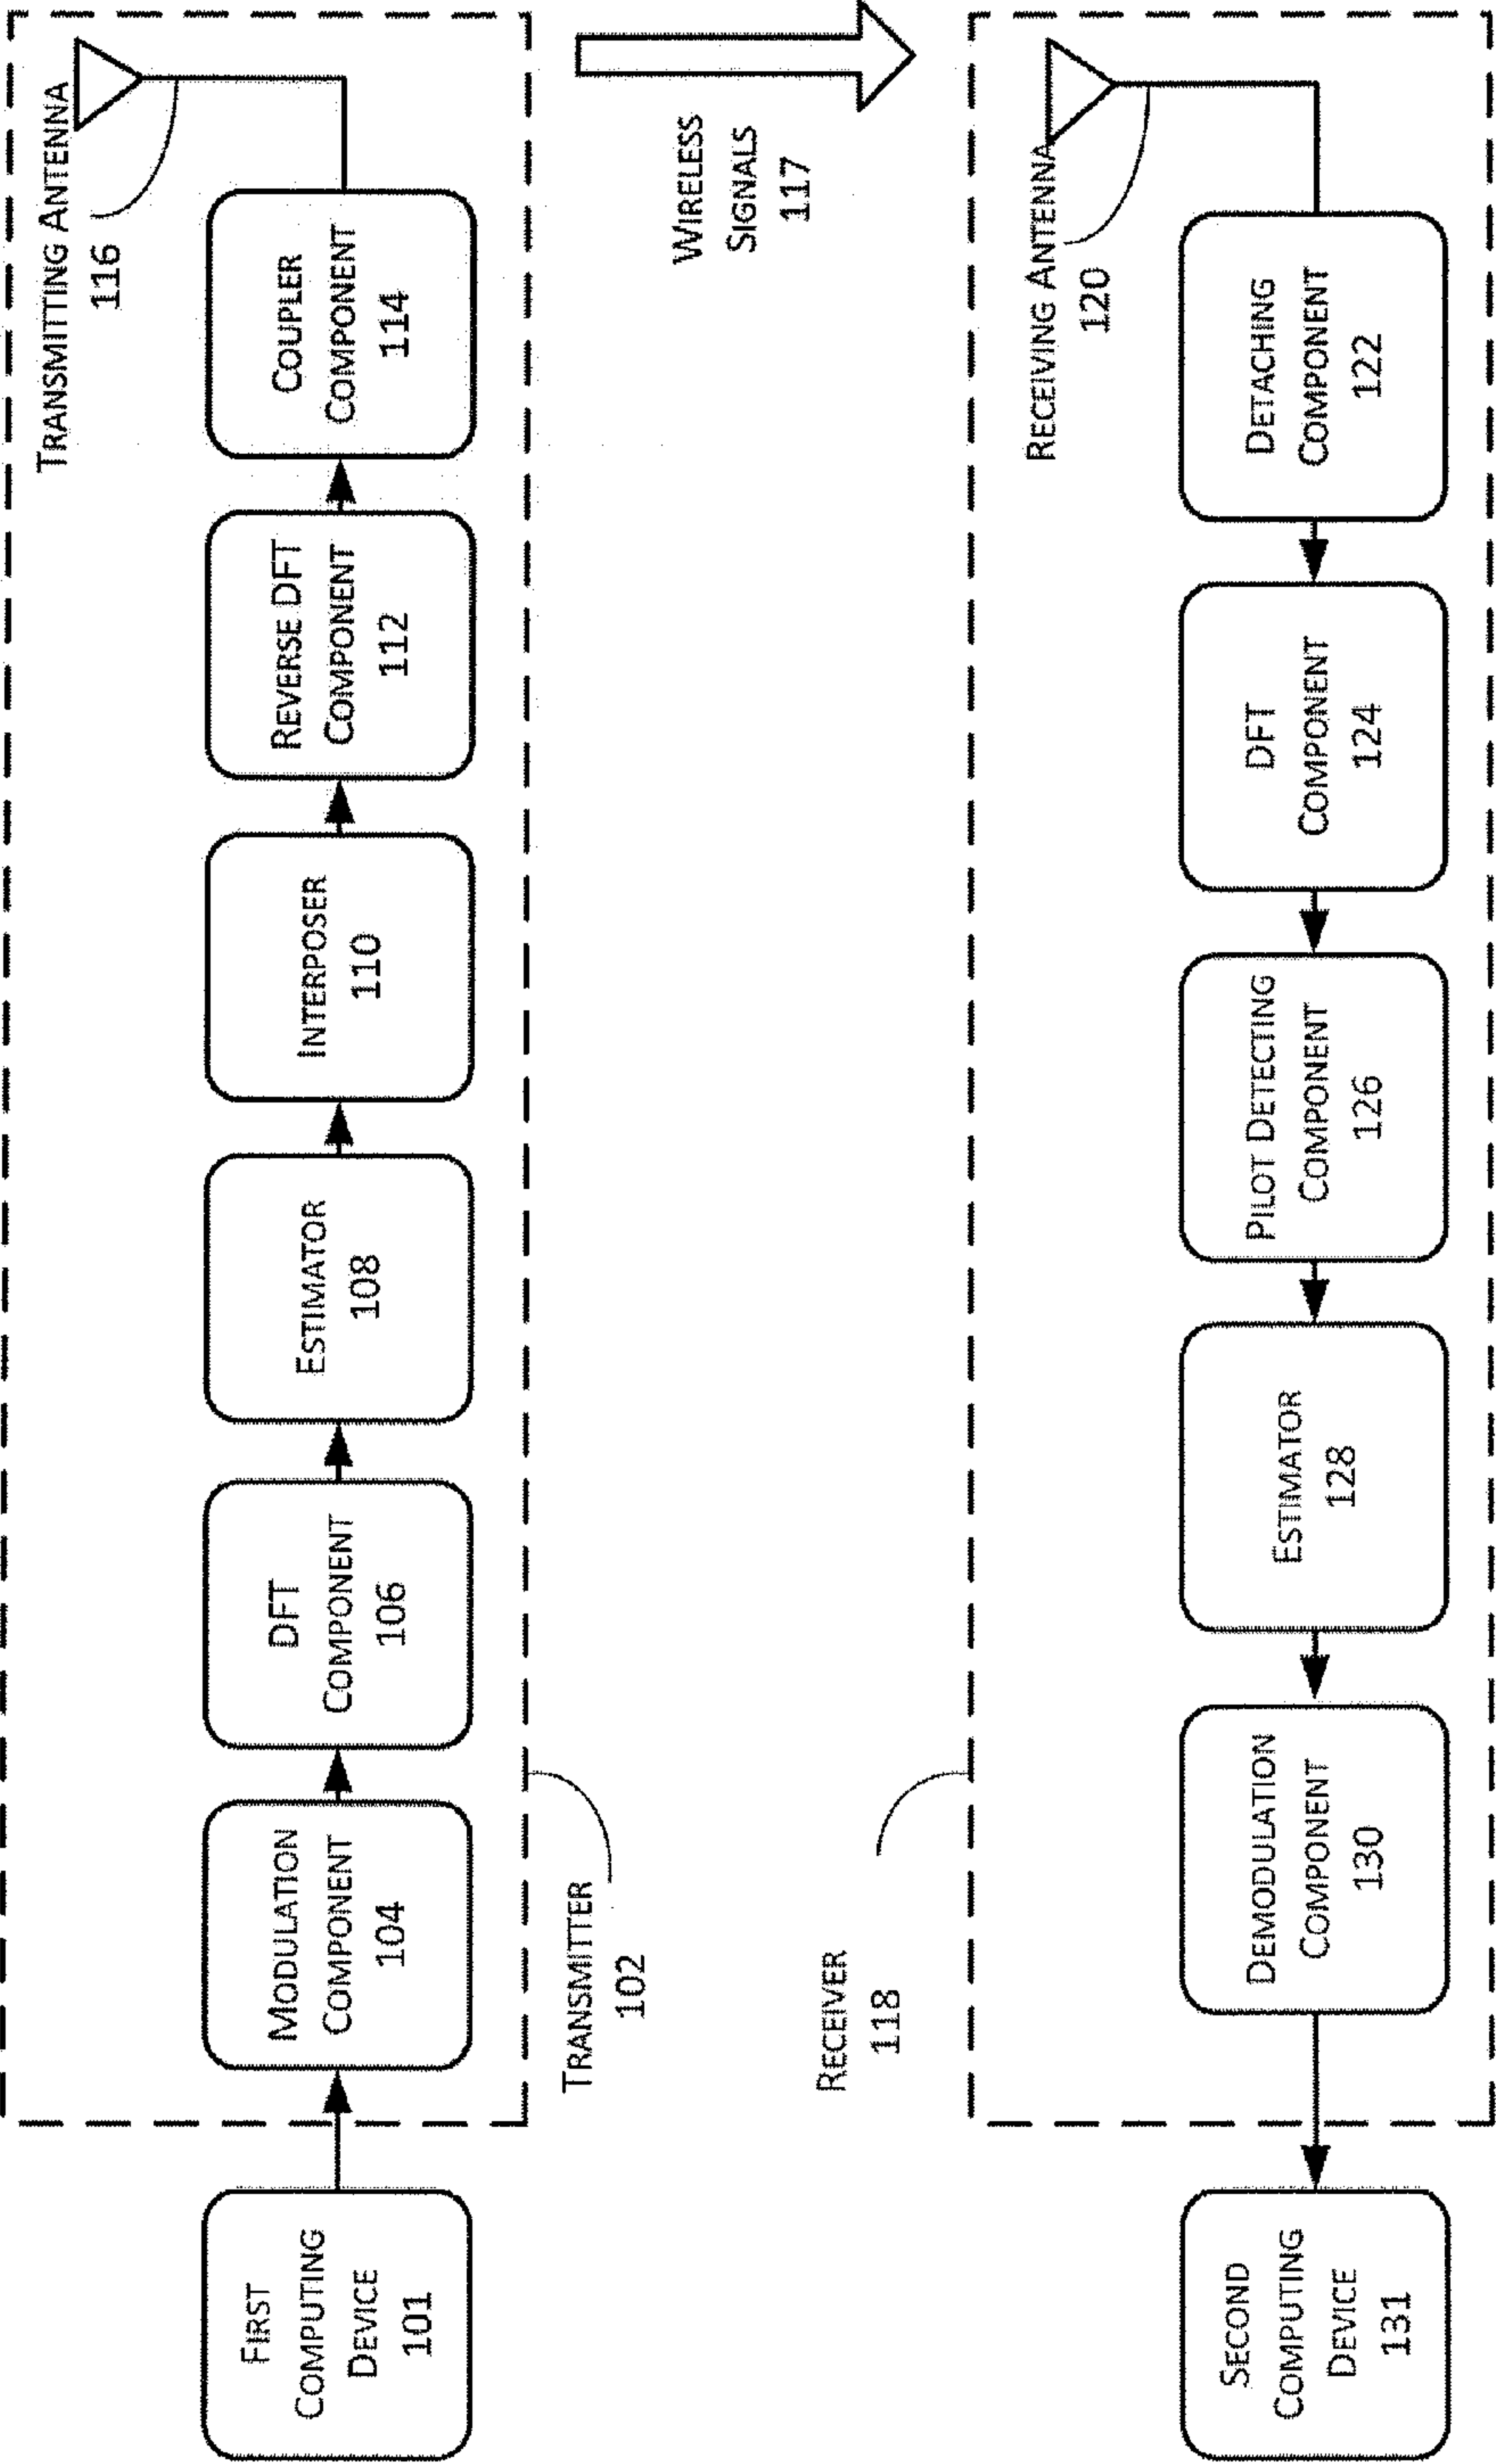 FIRST
COMPUTING
DEVICE
101
MODULATION
COMPONENT
104
DFT
COMPONENT
106
ESTIMATOR
108
INTERPOSER
110
REVERSE DFT
COMPONENT
112
COUPLER
COMPONENT
114
TRANSMITTING ANTENNA
116
TRANSMITTER
102
WIRELESS
SIGNALS
117
RECEIVER
118
RECEIVING ANTENNA
120
DETACHING
COMPONENT
122
DFT
COMPONENT
124
PILOT DETECTING
COMPONENT
126
ESTIMATOR
128
DEMODULATION
COMPONENT
130
SECOND
COMPUTING
DEVICE
131